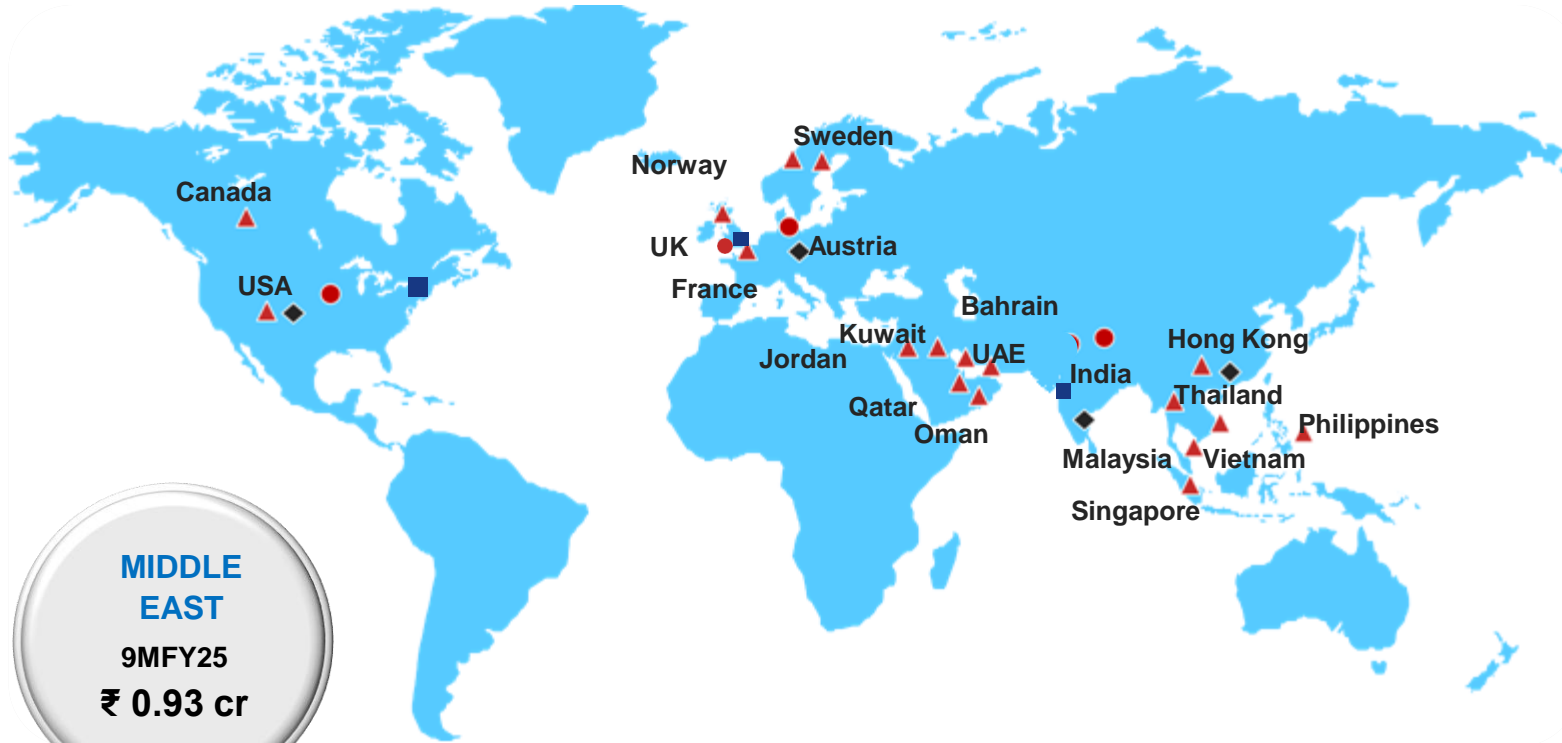 Sweden
Norway
Canada
UK
Austria
USA
France
Bahrain
Kuwait
Hong Kong
Jordan
UAE
India
Thailand
Qatar
Oman
Philippines
Malaysia
Vietnam
Singapore
MIDDLE
EAST
9MFY25
₹ 0.93 cr